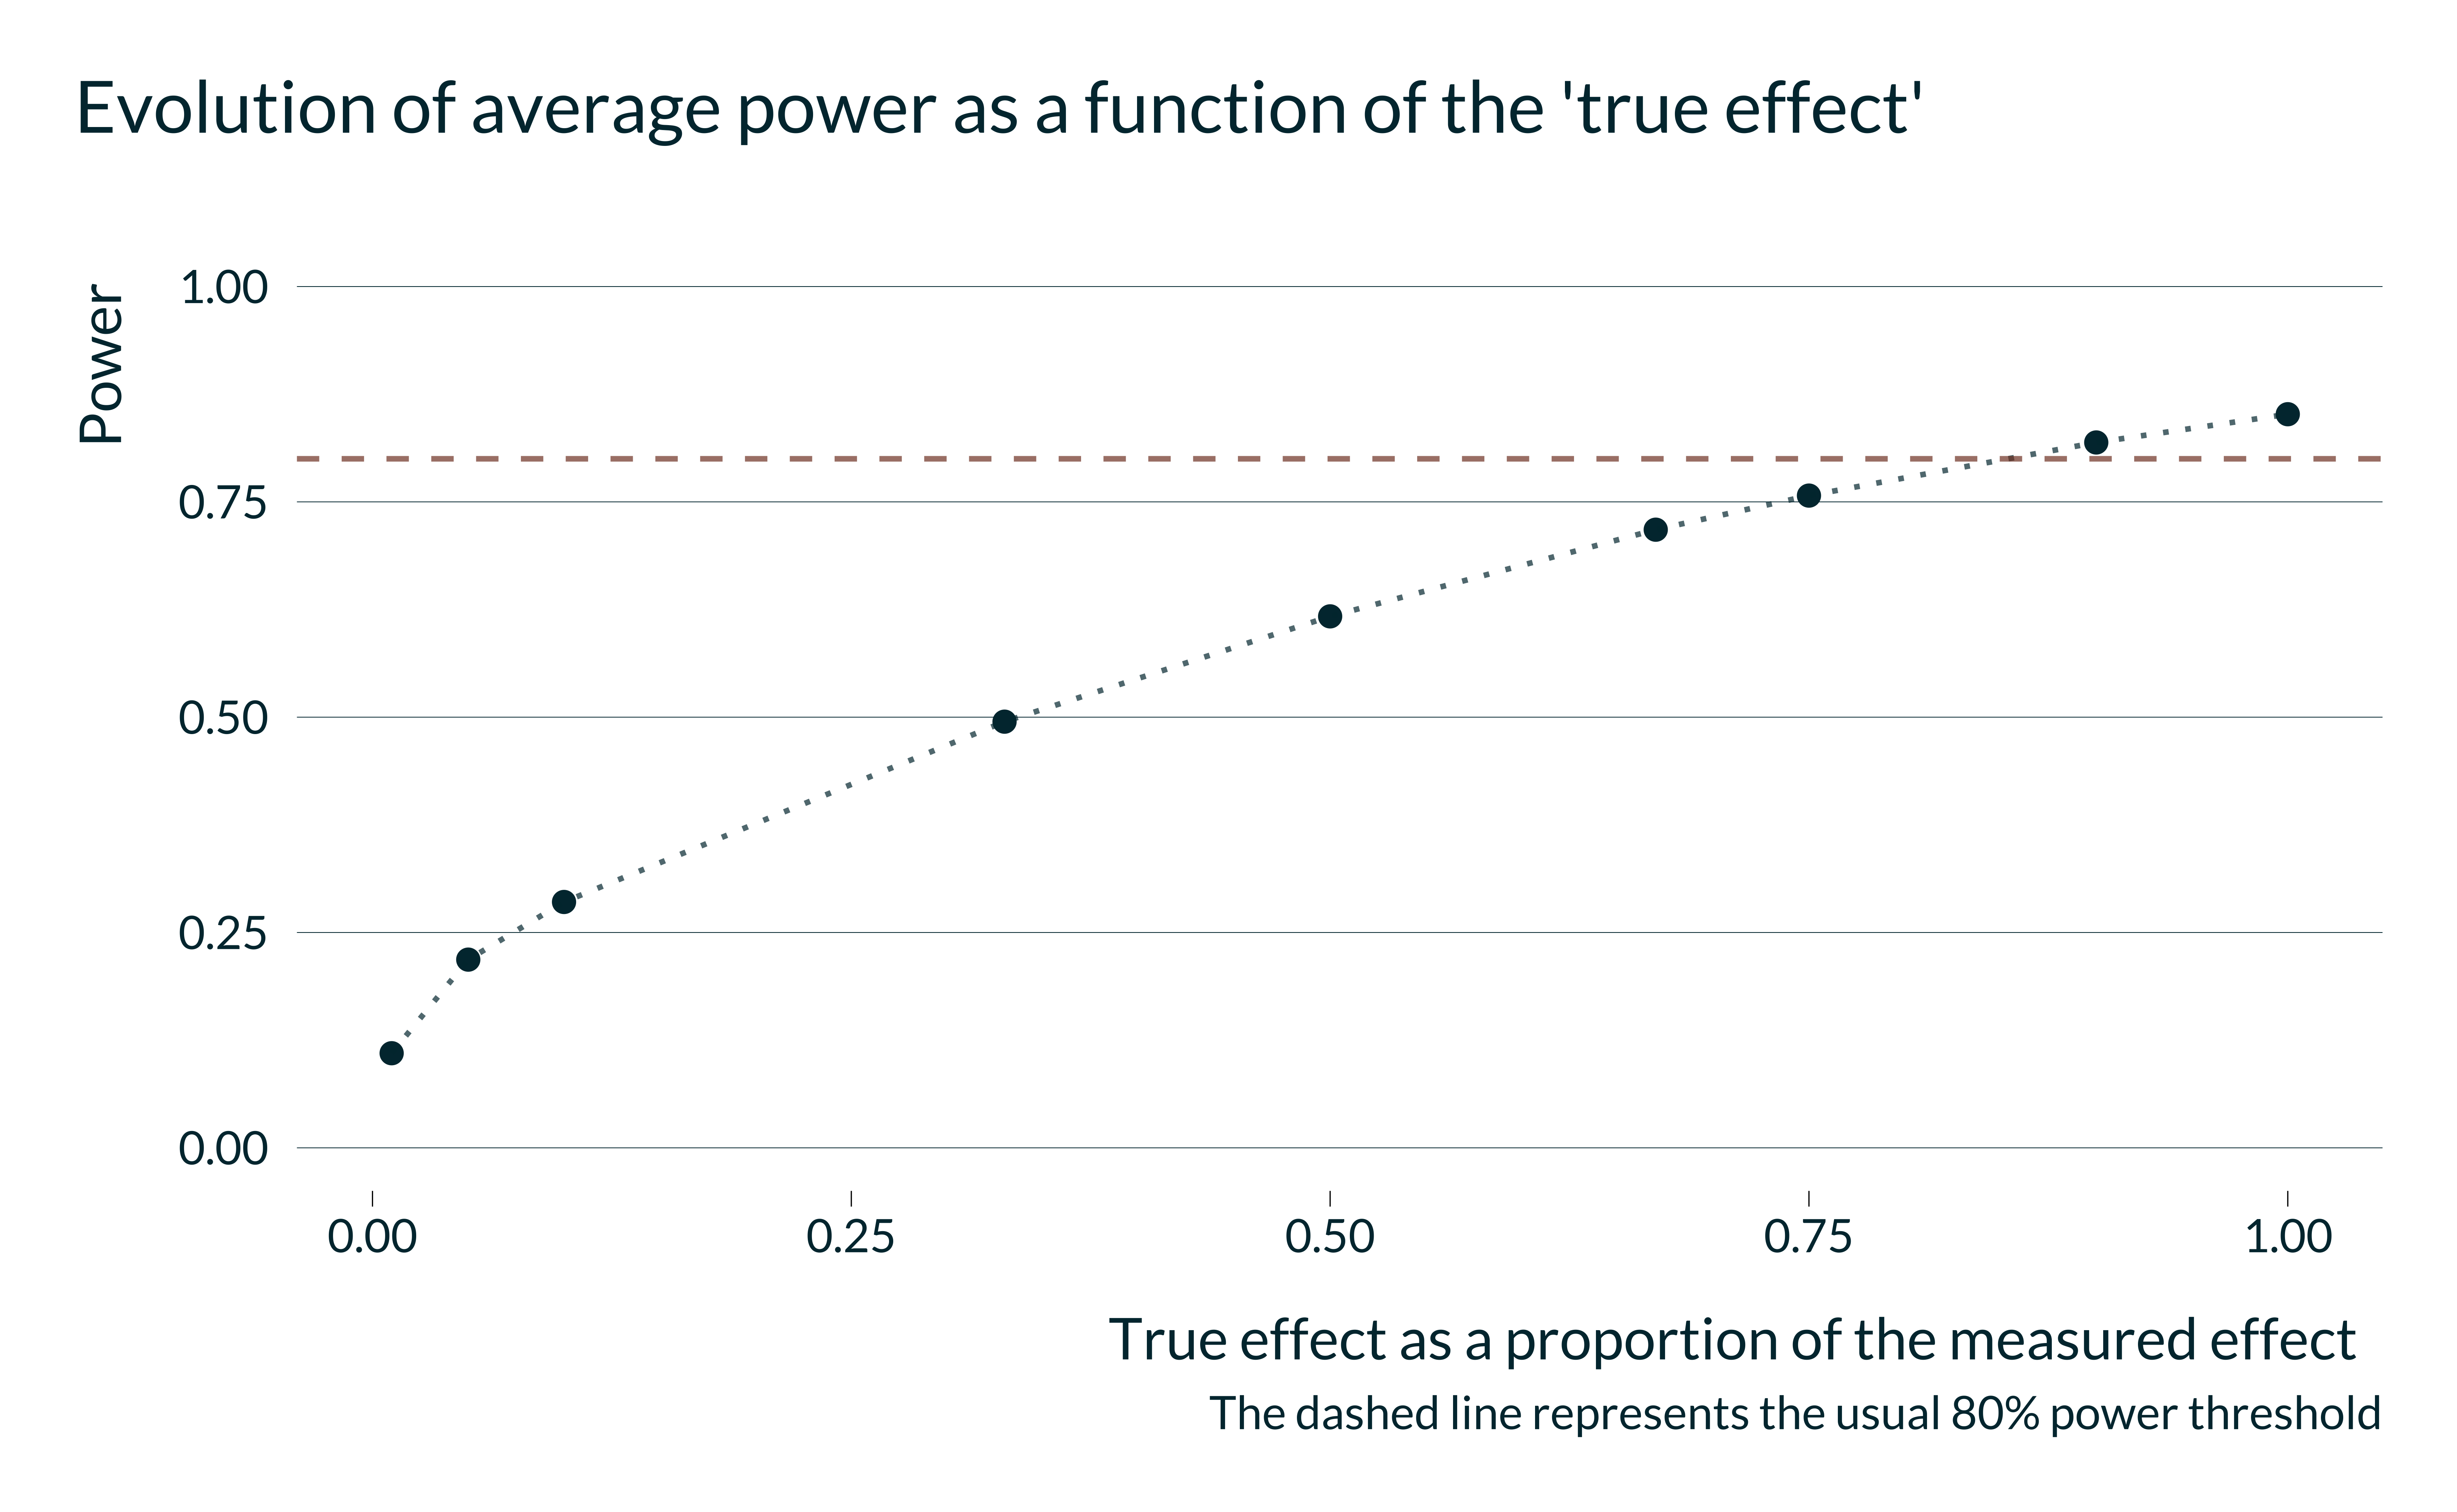 Evolution of average power as a function of the 'true effect'
Power
1.00
0.75
0.50
0.25
0.00
0.00 0.25 0.50 0.75 1.00
True effect as a proportion of the measured effect
The dashed line represents the usual 80% power threshold